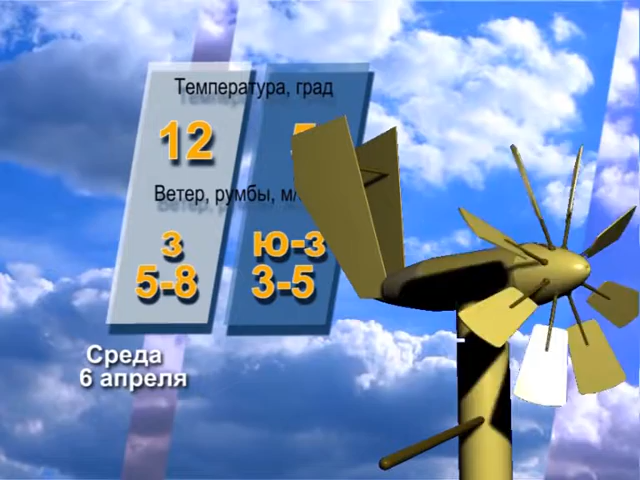 Температура, град
12
Ветер, румбы,
з ю-з
5-8 3-5
Среда
6 апреля